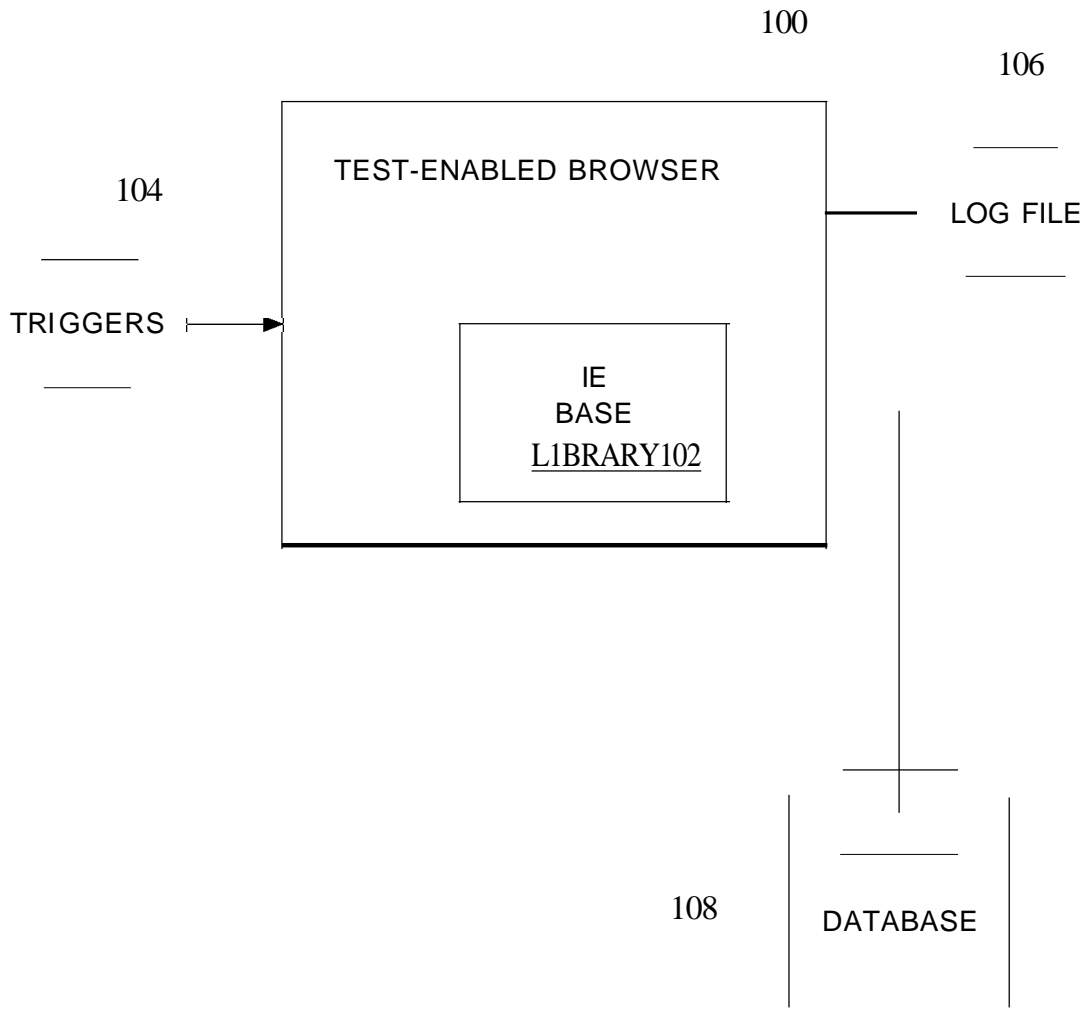 100
106
TEST-ENABLED BROWSER
104
LOG FILE
TRIGGERS
IE
BASE
L1BRARY102
108
DATABASE